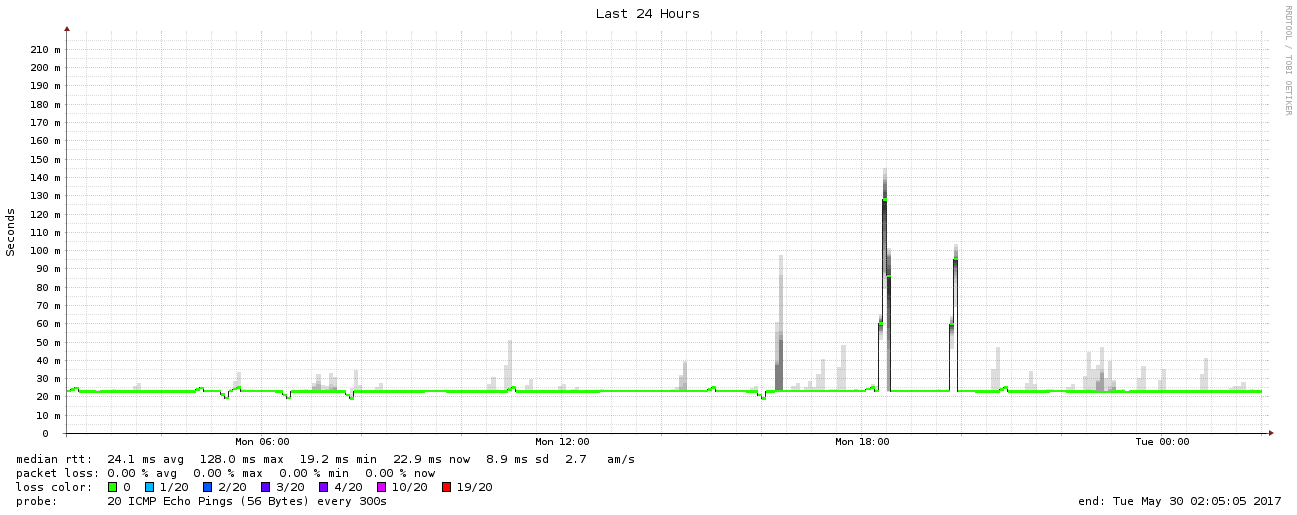 Last 24 Hours
RRDTOOL / TOBI OETIKER
Seconds
210 m
200 m
190 m
180 m
170 m
160 m
150 m
140 m
130 m
120 m
110 m
100 m
90 m
80 m
70 m
60 m
50 m
40 m
30 m
20 m
10 m
0
Mon 06:00 Mon 12:00 Mon 18:00 Tue 00:00
median rtt: 24.1 ms avg 128.0 ms max 19.2 ms min 22.9 ms now 8.9 ms sd 2.7 am/s
packet loss: 0.00 % avg 0.00 % max 0.00 % min 0.00 % now
loss color: 0 1/20 2/20 3/20 4/20 10/20 19/20
probe: 20 ICMP Echo Pings (56 Bytes) every 300s end: Tue May 30 02:05:05 2017